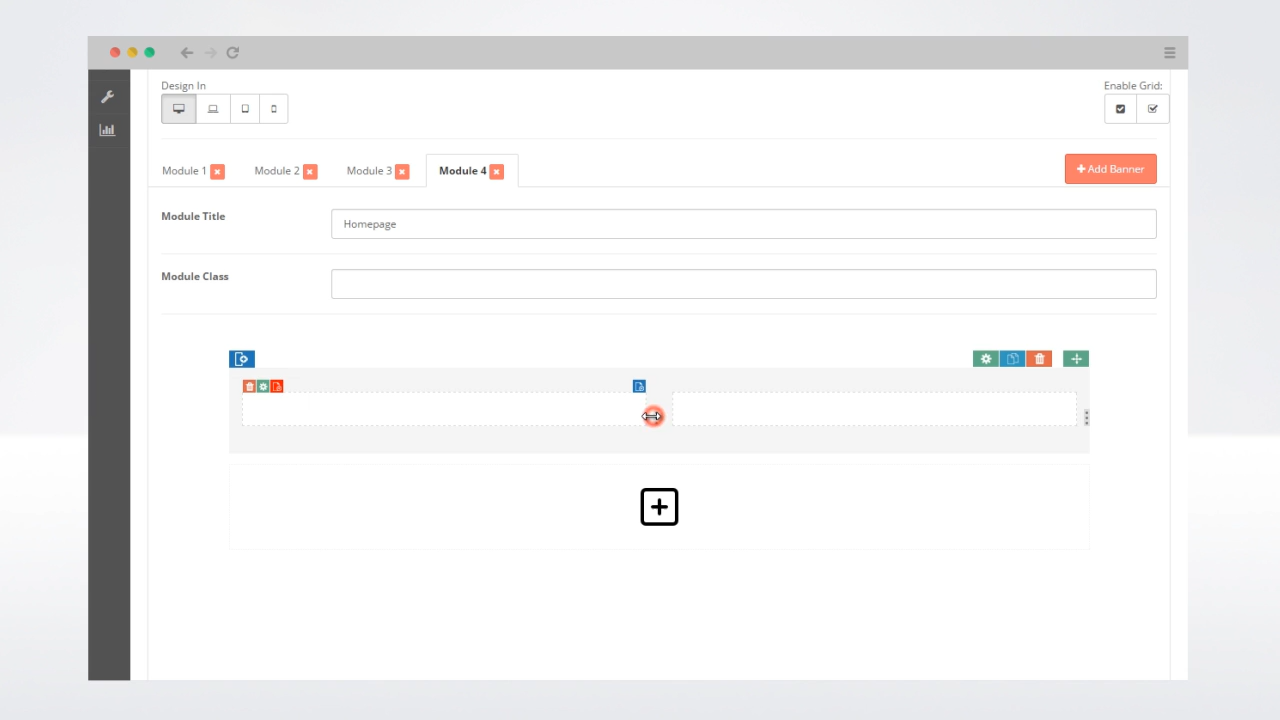 Design In
Enable Grid:
Module 1
Module 2
Module 3
Module 4
Add Banner
Module Title
Homepage
Module Class